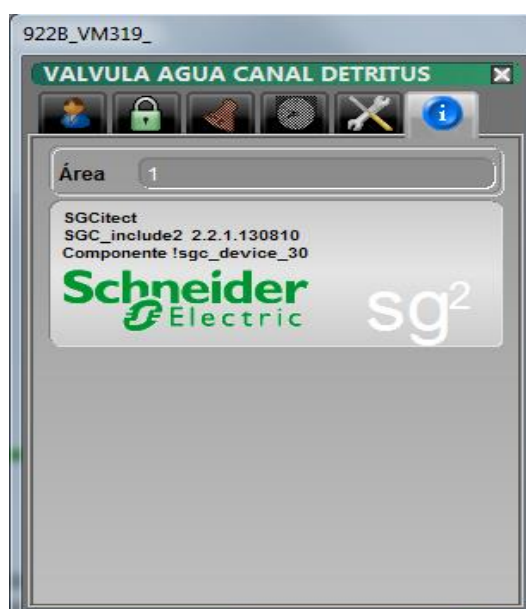 922B_VM319_
VALVULA AGUA CANAL DETRITUS
Área 1
SGCitect
SGC_include2 2.2.1.130810
Componente !sgc_device_30
Schneider
Electric
sg²